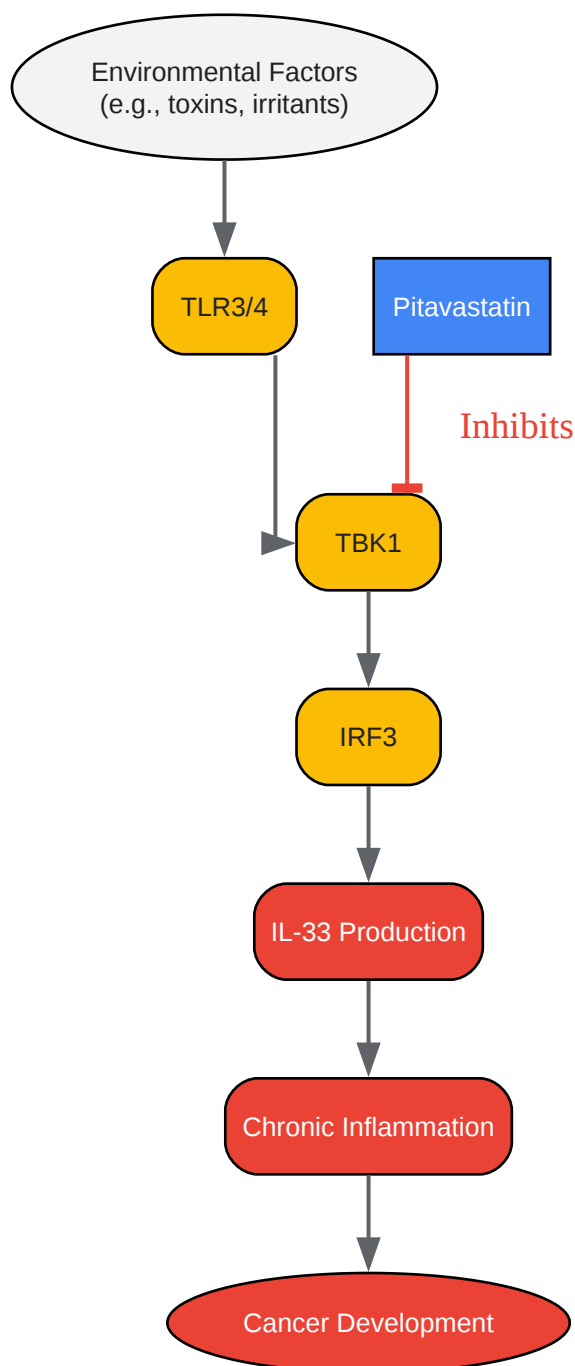 Environmental Factors
(e.g., toxins, irritants)
TLR3/4
Pitavastatin
Inhibits
TBK1
IRF3
IL-33 Production
Chronic Inflammation
Cancer Development